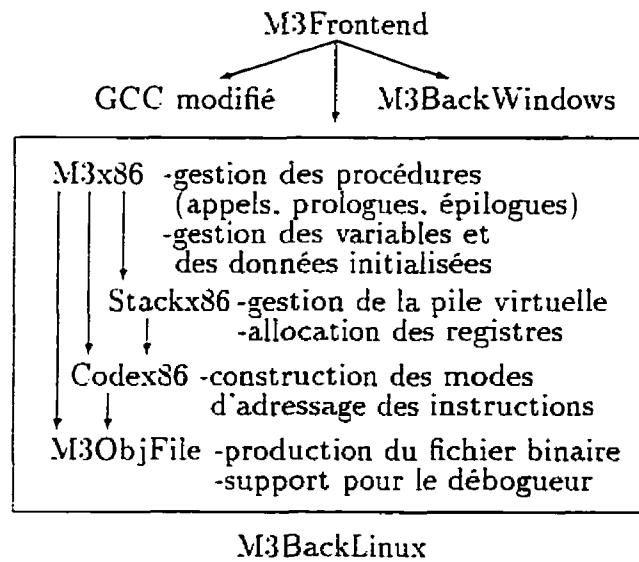 M3Frontend
GCC modifié M3BackWindows
M3x86 -gestion des procédures
(appels, prologues, épilogues)
-gestion des variables et
des données initialisées
Stackx86 -gestion de la pile virtuelle
-allocation des registres
Codex86 -construction des modes
d'adressage des instructions
M3ObjFile -production du fichier binaire
-support pour le débogueur
M3BackLinux